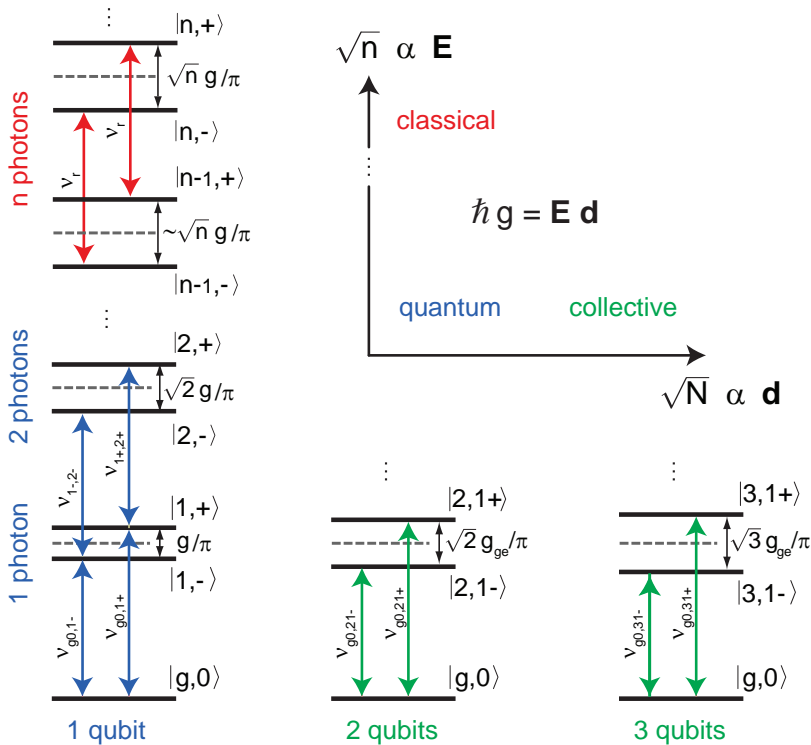 ⋮
|n,+⟩
√n g/π
|n,-⟩
ν_r
ν_r
|n-1,+⟩
~√n g/π
|n-1,-⟩
n photons
⋮
|2,+⟩
√2 g/π
|2,-⟩
2 photons
ν_1-,2-
ν_1+,2+
|1,+⟩
g/π
|1,-⟩
1 photon
ν_g0,1-
ν_g0,1+
|g,0⟩
1 qubit
√n α E
classical
⋮
ħ g = E d
quantum
collective
√N α d
⋮
|2,1+⟩
√2 g_ge/π
|2,1-⟩
ν_g0,21-
ν_g0,21+
|g,0⟩
2 qubits
⋮
|3,1+⟩
√3 g_ge/π
|3,1-⟩
ν_g0,31-
ν_g0,31+
|g,0⟩
3 qubits